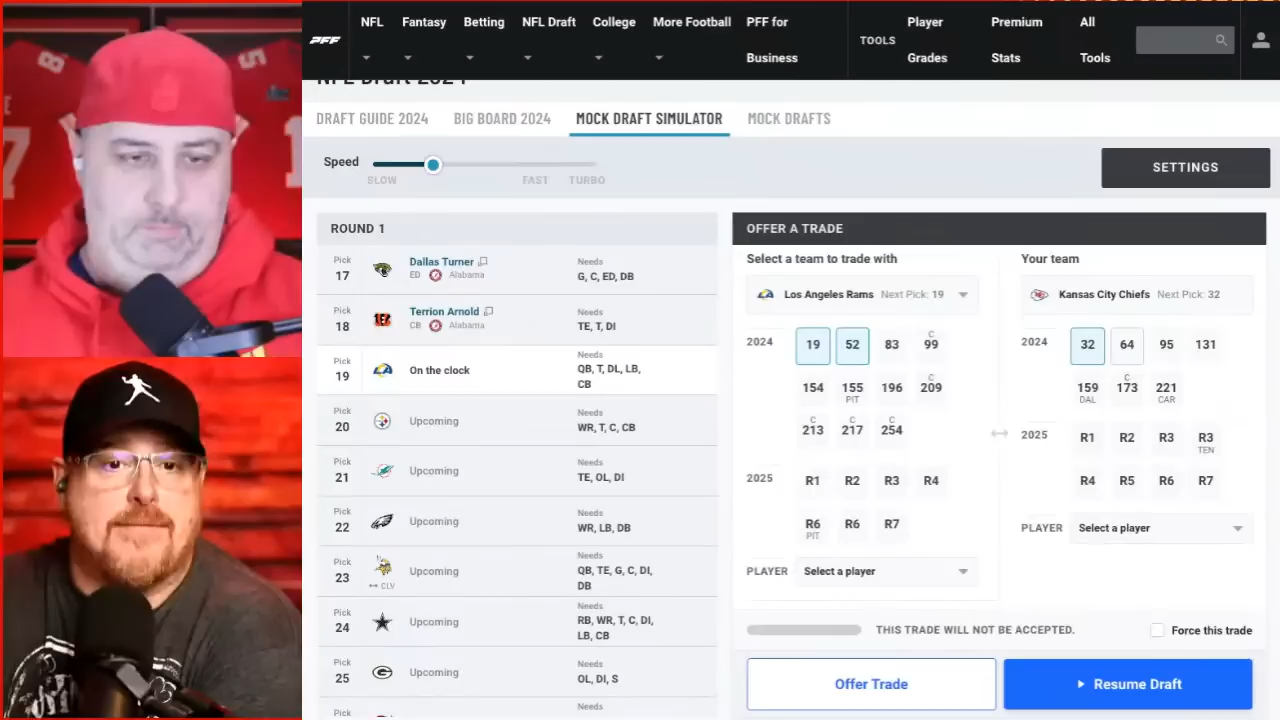 PFF
NFL
Fantasy
Betting
NFL Draft
College
More Football
PFF for Business
TOOLS
Player Grades
Premium Stats
All Tools
DRAFT GUIDE 2024
BIG BOARD 2024
MOCK DRAFT SIMULATOR
MOCK DRAFTS
Speed
SLOW
FAST
TURBO
SETTINGS
ROUND 1
Pick 17
Dallas Turner
ED Alabama
Needs
G, C, ED, DB
Pick 18
Terrion Arnold
CB Alabama
Needs
TE, T, DI
Pick 19
On the clock
Needs
QB, T, DL, LB,
CB
Pick 20
Upcoming
Needs
WR, T, C, CB
Pick 21
Upcoming
Needs
TE, OL, DI
Pick 22
Upcoming
Needs
WR, LB, DB
Pick 23
↔ CLV
Upcoming
Needs
QB, TE, G, C, DI,
DB
Pick 24
Upcoming
Needs
RB, WR, T, C, DI,
LB, CB
Pick 25
Upcoming
Needs
OL, DI, S
Pick
Needs
OFFER A TRADE
Select a team to trade with
Los Angeles Rams Next Pick: 19
2024
19 52 83 C 99
154 155 PIT 196 C 209
C 213 C 217 C 254
2025
R1 R2 R3 R4
R6 PIT R6 R7
PLAYER Select a player
Your team
Kansas City Chiefs Next Pick: 32
2024
32 64 95 131
159 DAL C 173 221 CAR
2025
R1 R2 R3 R3 TEN
R4 R5 R6 R7
PLAYER Select a player
THIS TRADE WILL NOT BE ACCEPTED.
Force this trade
Offer Trade
Resume Draft